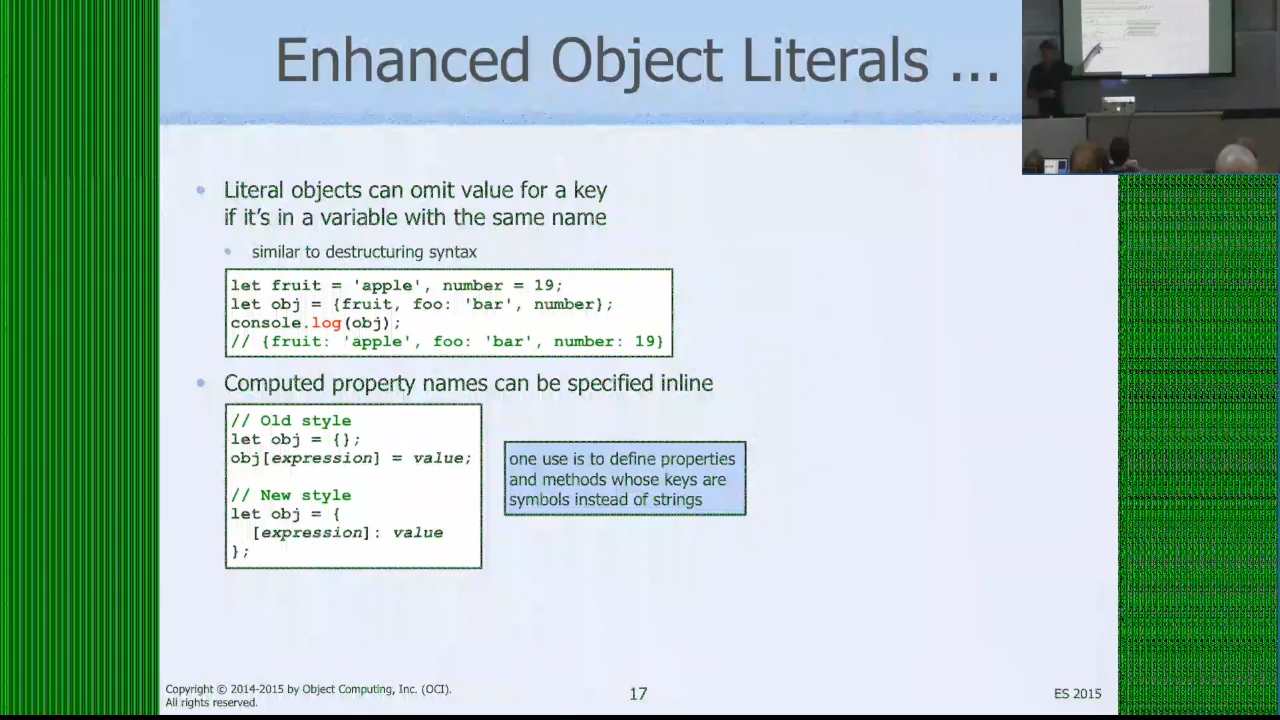 Enhanced Object Literals ...
Literal objects can omit value for a key
if it's in a variable with the same name
similar to destructuring syntax
let fruit = 'apple', number = 19;
let obj = {fruit, foo: 'bar', number};
console.log(obj);
// {fruit: 'apple', foo: 'bar', number: 19}
Computed property names can be specified inline
// Old style
let obj = {};
obj[expression] = value;
// New style
let obj = {
[expression]: value
};
one use is to define properties
and methods whose keys are
symbols instead of strings
Copyright © 2014-2015 by Object Computing, Inc. (OCI).
All rights reserved.
17
ES 2015